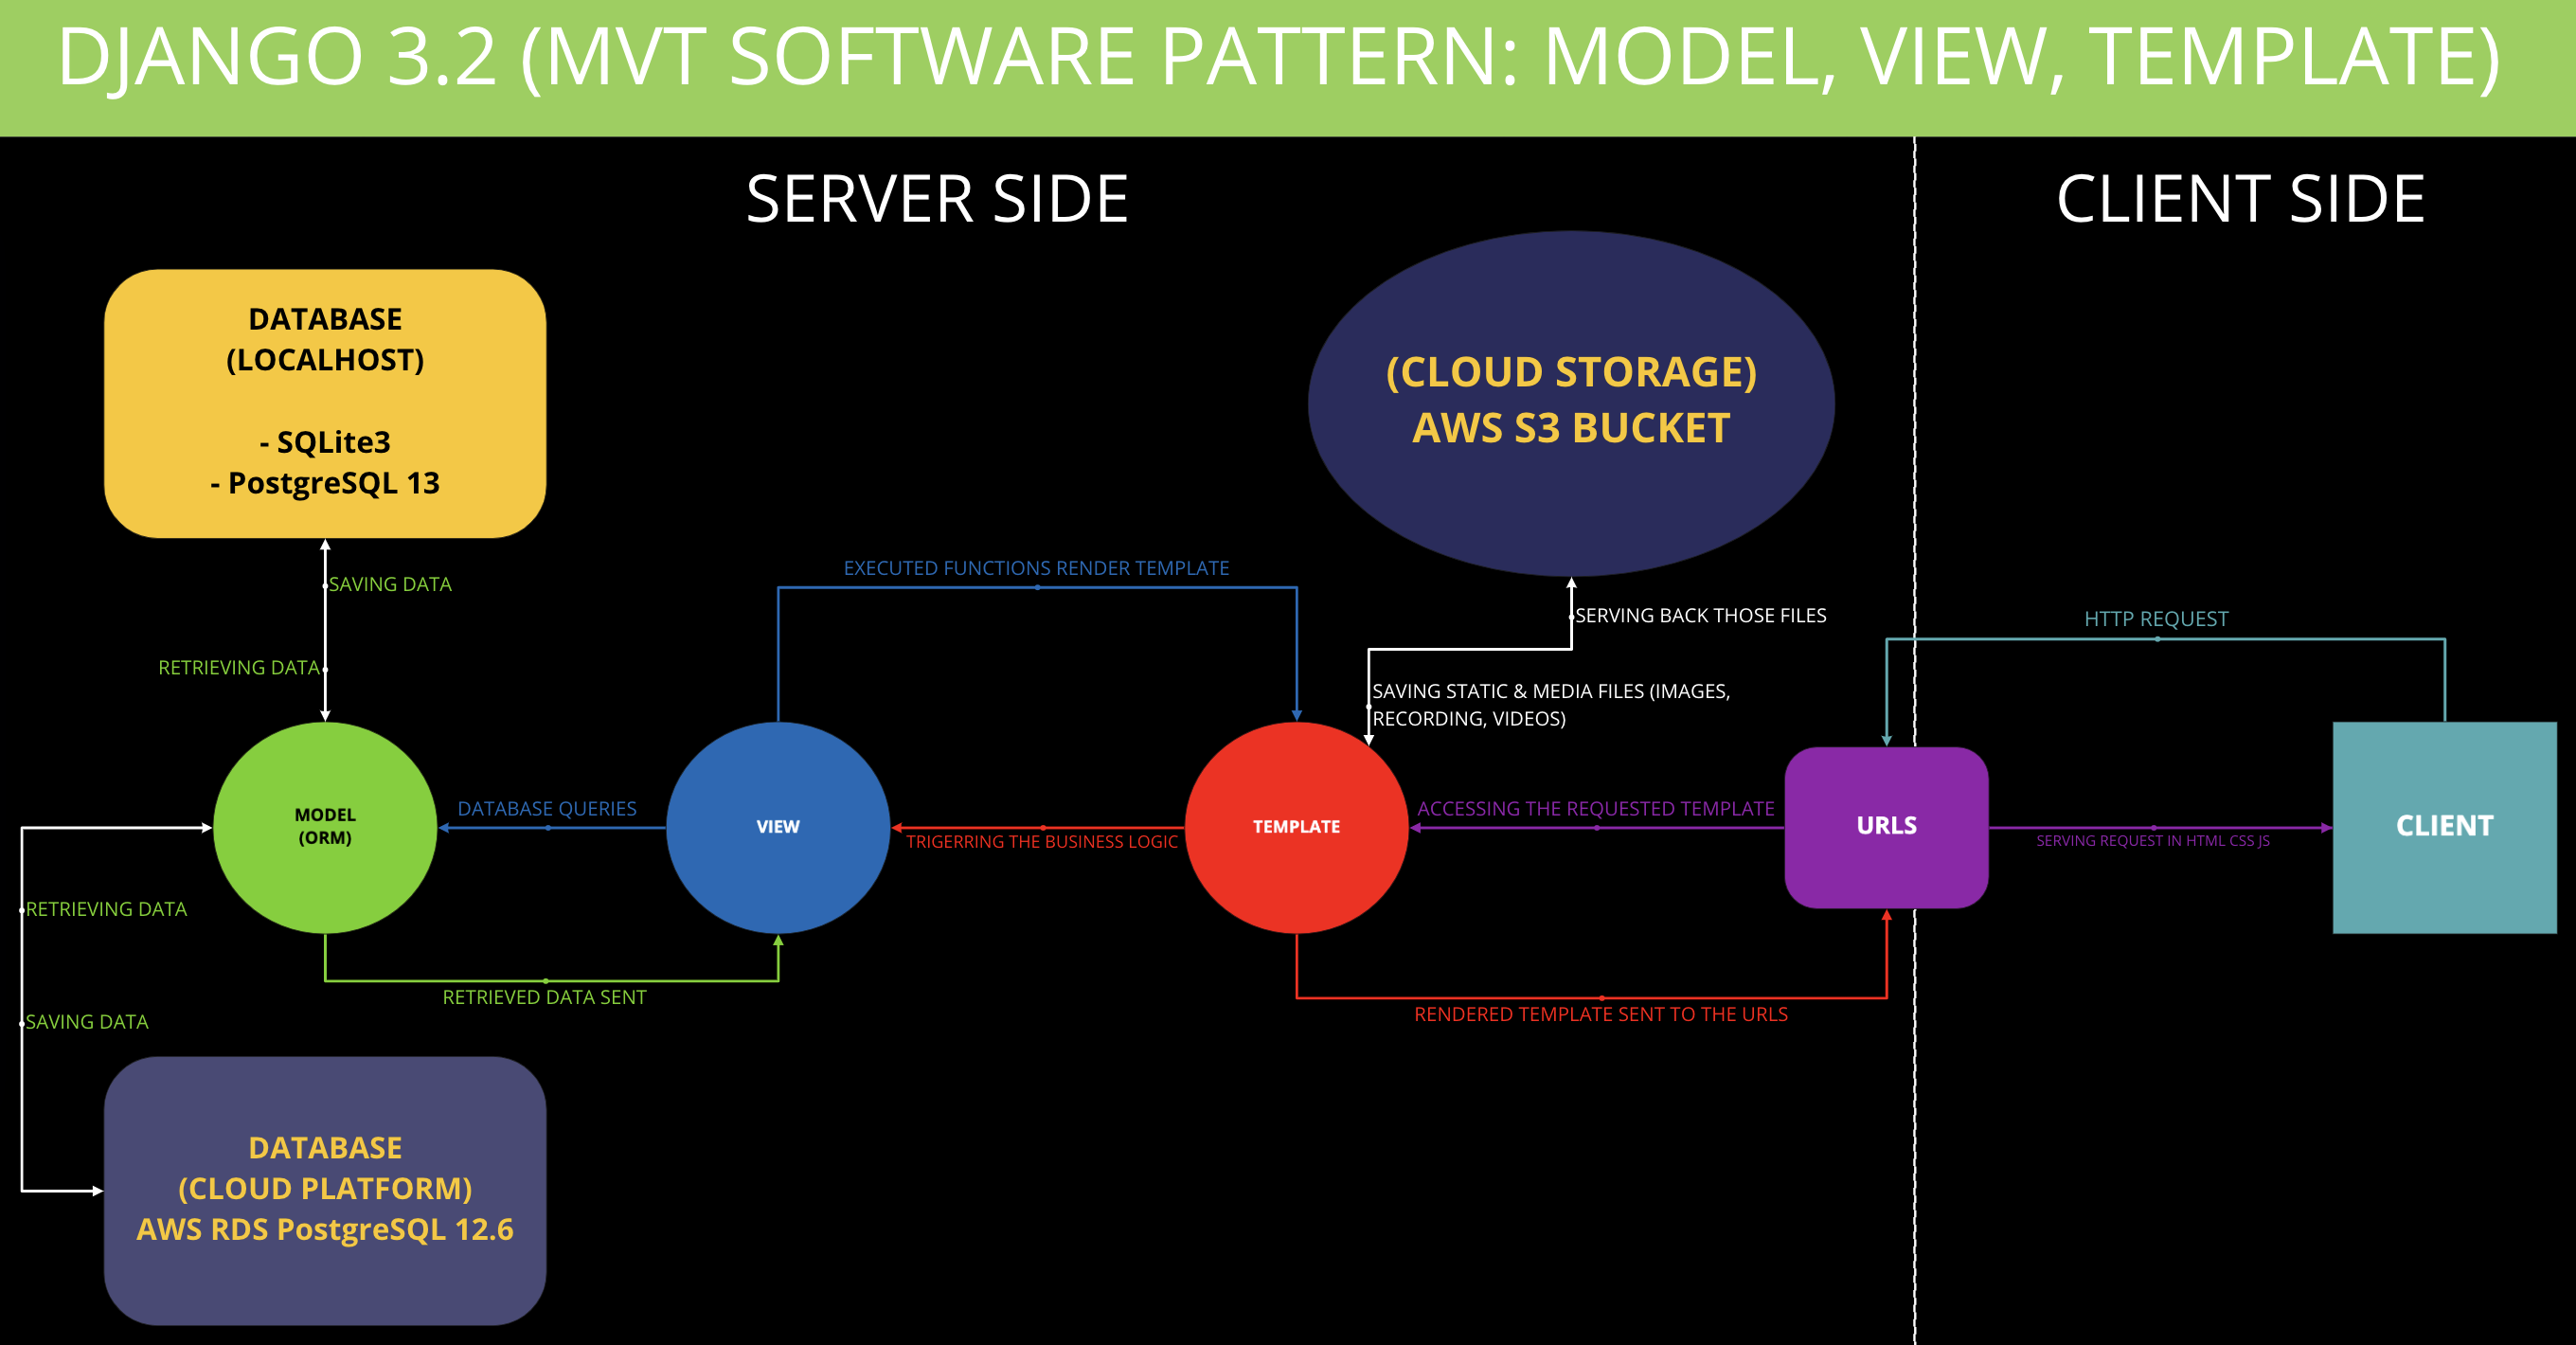 DJANGO 3.2 (MVT SOFTWARE PATTERN: MODEL, VIEW, TEMPLATE)
SERVER SIDE
CLIENT SIDE
DATABASE
(LOCALHOST)
- SQLite3
- PostgreSQL 13
(CLOUD STORAGE)
AWS S3 BUCKET
SAVING DATA
RETRIEVING DATA
EXECUTED FUNCTIONS RENDER TEMPLATE
SERVING BACK THOSE FILES
SAVING STATIC & MEDIA FILES (IMAGES,
RECORDING, VIDEOS)
HTTP REQUEST
MODEL
(ORM)
DATABASE QUERIES
VIEW
TRIGERRING THE BUSINESS LOGIC
TEMPLATE
ACCESSING THE REQUESTED TEMPLATE
URLS
SERVING REQUEST IN HTML CSS JS
CLIENT
RETRIEVING DATA
SAVING DATA
RETRIEVED DATA SENT
RENDERED TEMPLATE SENT TO THE URLS
DATABASE
(CLOUD PLATFORM)
AWS RDS PostgreSQL 12.6